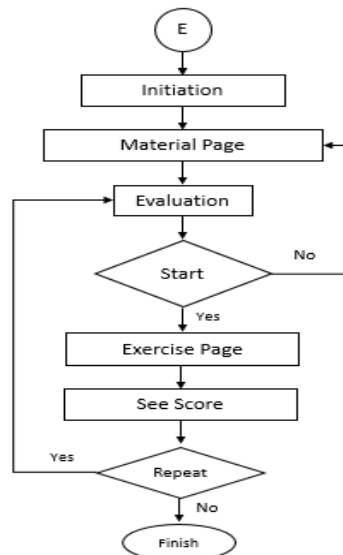 E
Initiation
Material Page
Evaluation
No
Start
Yes
Exercise Page
See Score
Yes
Repeat
No
Finish